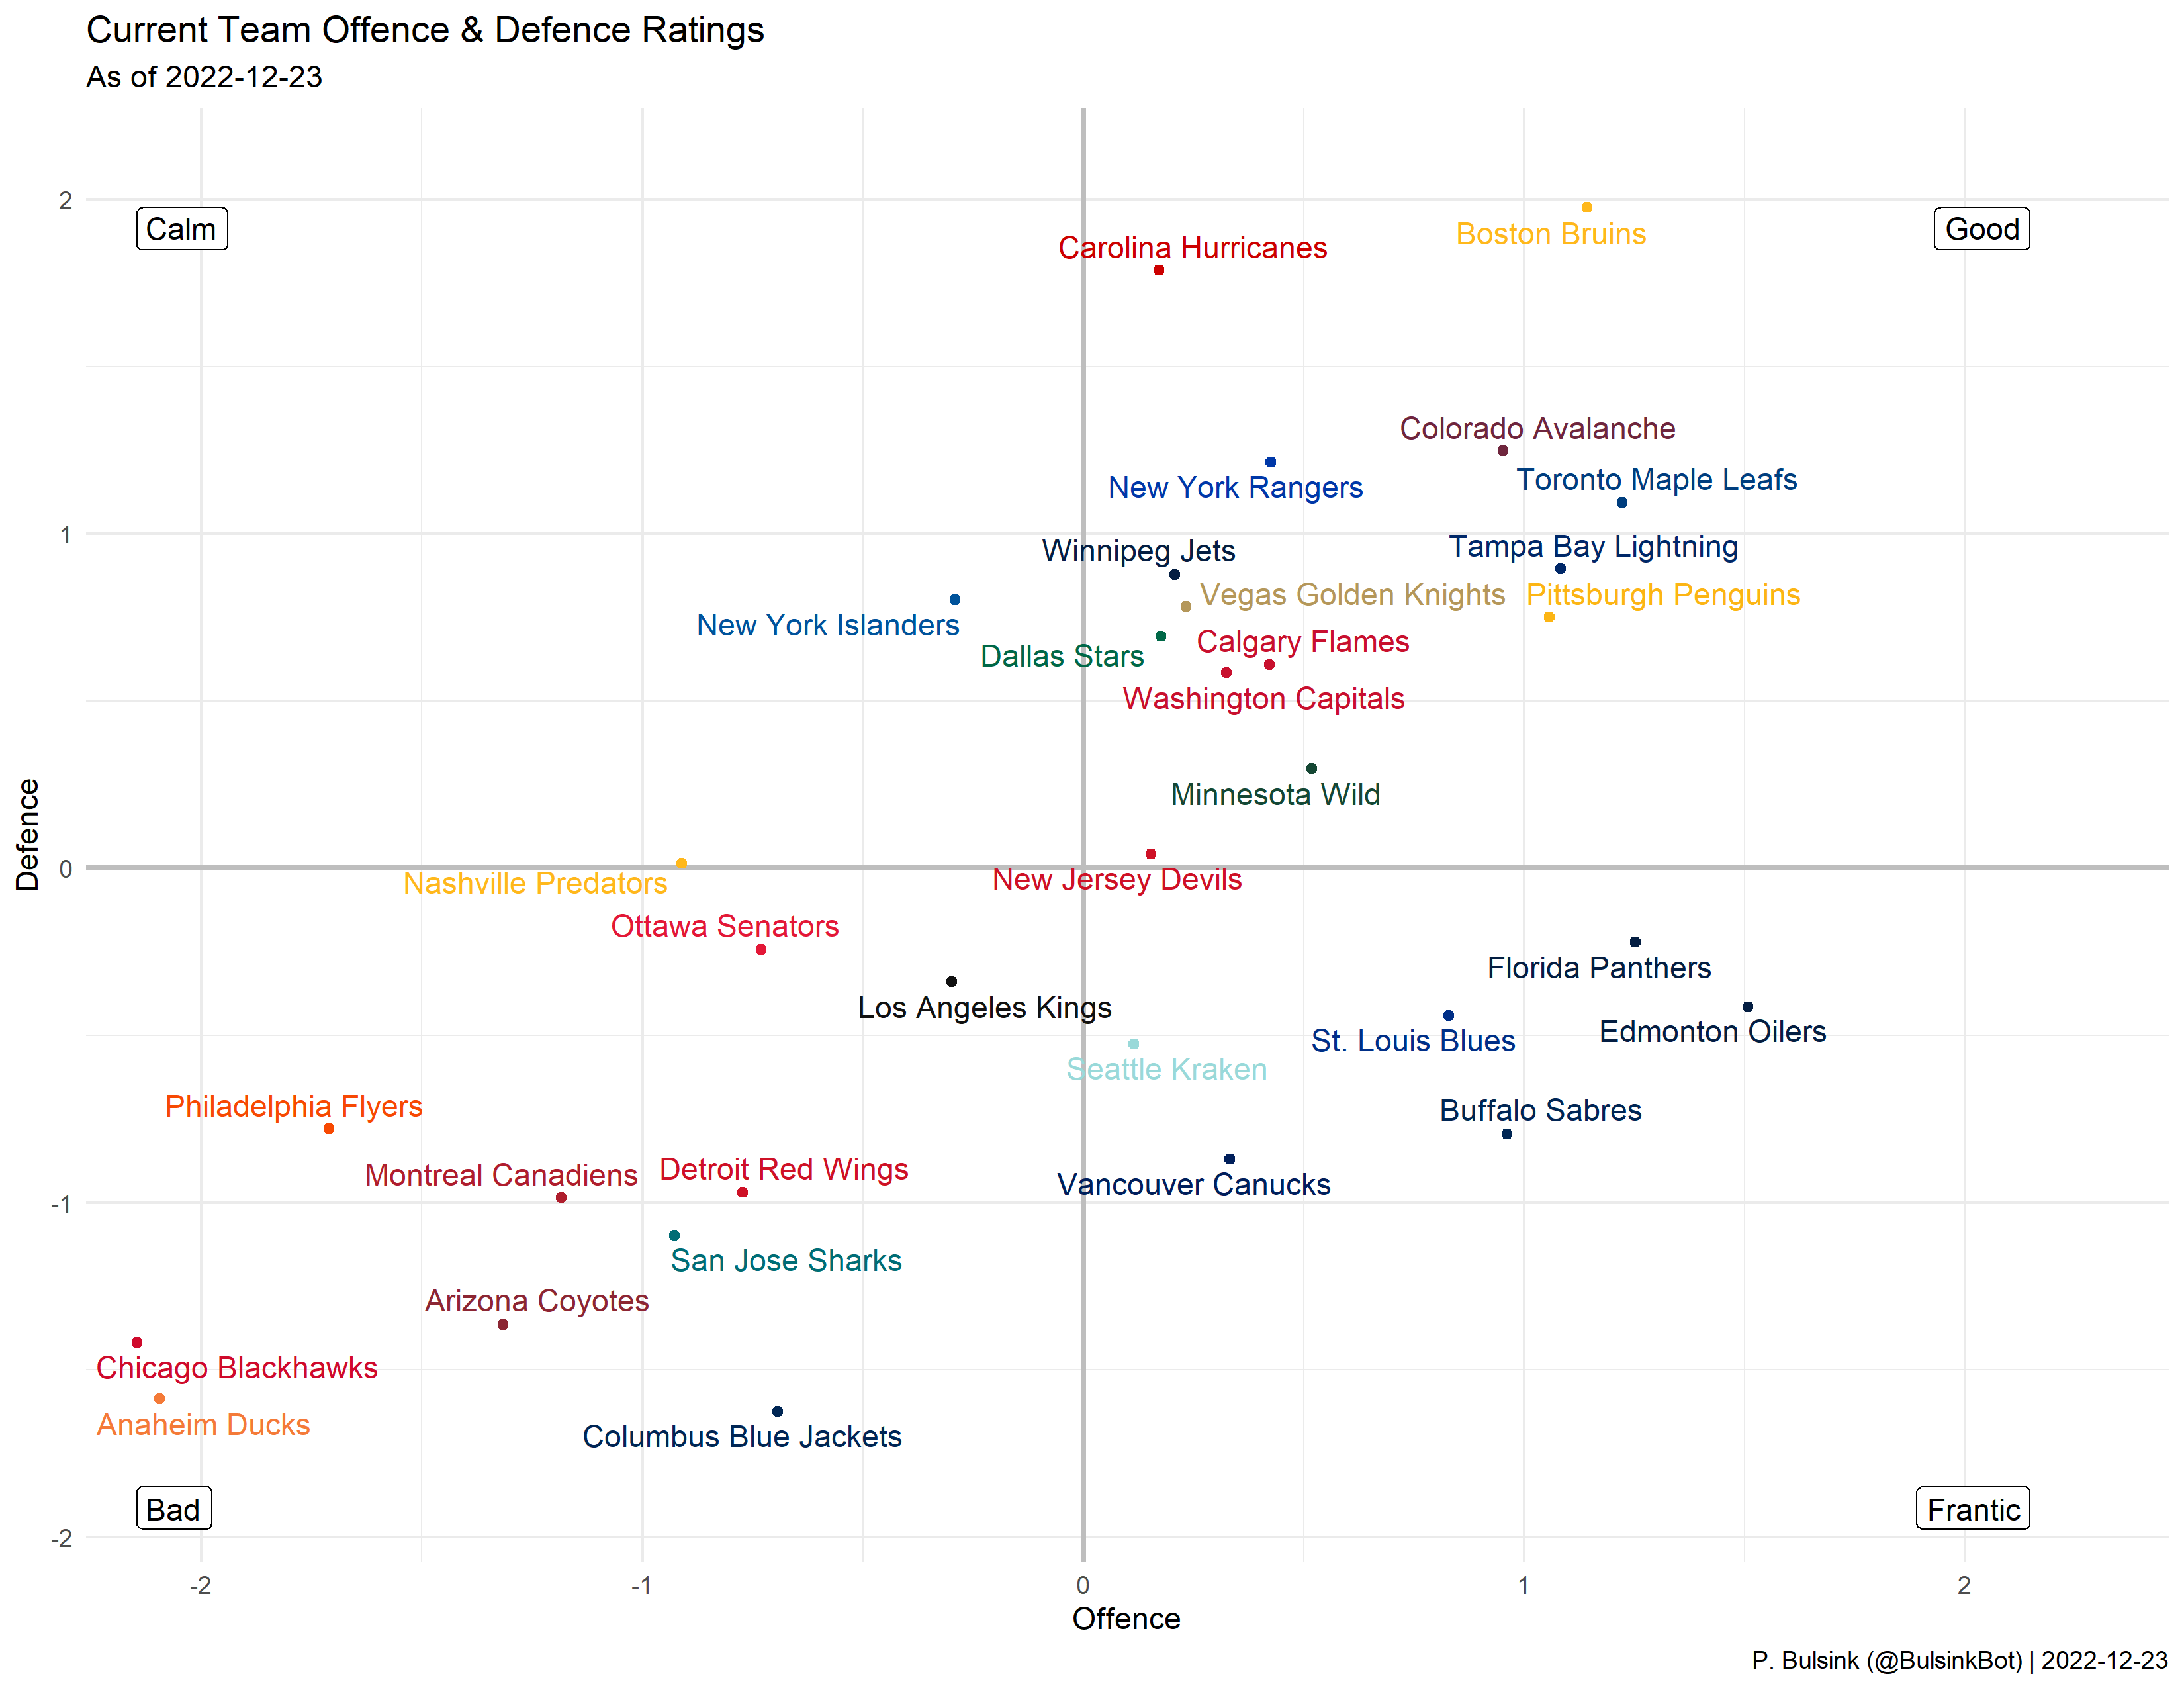 Current Team Offence & Defence Ratings
As of 2022-12-23
2
Calm
Good
Boston Bruins
Carolina Hurricanes
Colorado Avalanche
Toronto Maple Leafs
New York Rangers
1
Winnipeg Jets
Tampa Bay Lightning
Vegas Golden Knights
Pittsburgh Penguins
New York Islanders
Calgary Flames
Dallas Stars
Washington Capitals
Minnesota Wild
Defence
0
Nashville Predators
New Jersey Devils
Ottawa Senators
Florida Panthers
Los Angeles Kings
Edmonton Oilers
St. Louis Blues
Seattle Kraken
Philadelphia Flyers
Buffalo Sabres
Detroit Red Wings
Montreal Canadiens
Vancouver Canucks
-1
San Jose Sharks
Arizona Coyotes
Chicago Blackhawks
Anaheim Ducks
Columbus Blue Jackets
Bad
Frantic
-2
-2
-1
0
1
2
Offence
P. Bulsink (@BulsinkBot) | 2022-12-23